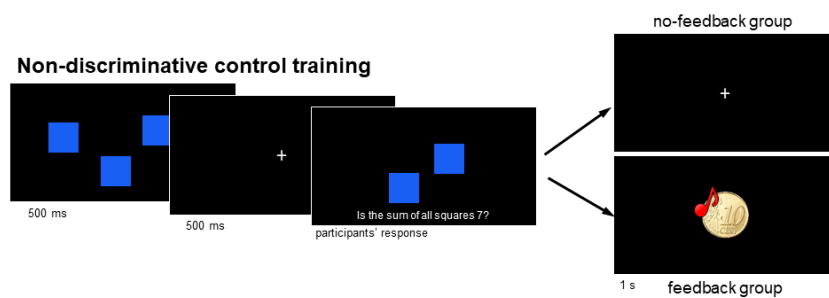 no-feedback group
Non-discriminative control training
500 ms
500 ms
Is the sum of all squares 7?
participants' response
10
1 s
feedback group